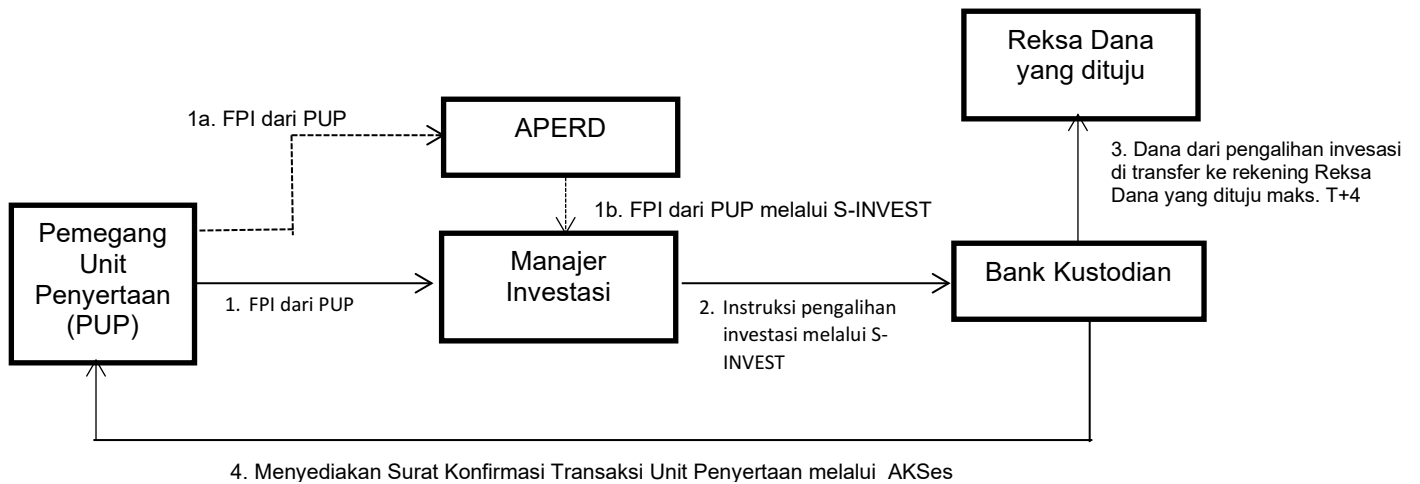 Reksa Dana
yang dituju
1a. FPI dari PUP
APERD
3. Dana dari pengalihan invesasi
di transfer ke rekening Reksa
Dana yang dituju maks. T+4
1b. FPI dari PUP melalui S-INVEST
Pemegang
Unit
Penyertaan
(PUP)
Manajer
Investasi
Bank Kustodian
1. FPI dari PUP
2. Instruksi pengalihan
investasi melalui S-
INVEST
4. Menyediakan Surat Konfirmasi Transaksi Unit Penyertaan melalui AKSes